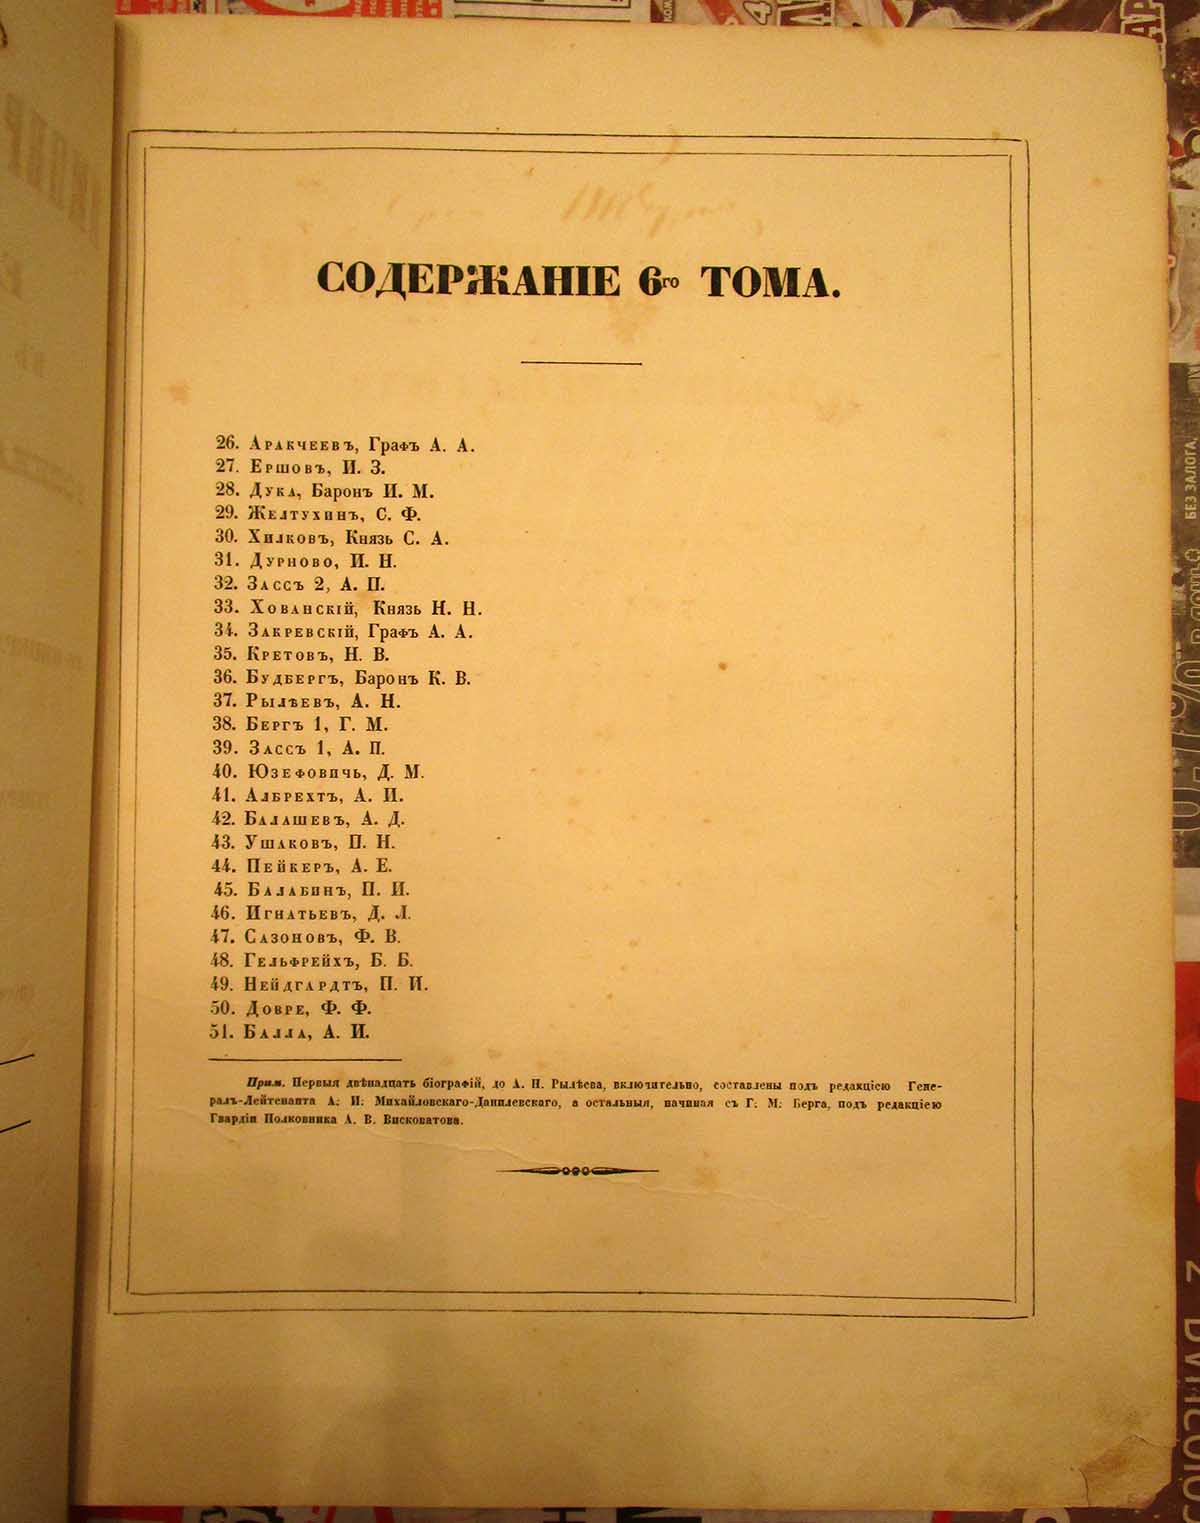 СОДЕРЖАНІЕ 6го ТОМА.
26. Аракчеевъ, Графъ А. А.
27. Ершовъ, И. З.
28. Дука, Баронъ И. М.
29. Желтухинъ, С. Ф.
30. Хилковъ, Князь С. А.
31. Дурново, И. Н.
32. Зассъ 2, А. П.
33. Хованскій, Князь Н. Н.
34. Закревскій, Графъ А. А.
35. Кретовъ, Н. В.
36. Будбергъ, Баронъ К. В.
37. Рылѣевъ, А. Н.
38. Бергъ 1, Г. М.
39. Зассъ 1, А. П.
40. Юзефовичь, Д. М.
41. Албрехтъ, А. И.
42. Балашевъ, А. Д.
43. Ушаковъ, П. Н.
44. Пейкеръ, А. Е.
45. Балабинъ, П. И.
46. Игнатьевъ, Д. Л.
47. Сазоновъ, Ф. В.
48. Гельфрейхъ, Б. Б.
49. Нейдгардтъ, П. И.
50. Довре, Ф. Ф.
51. Балла, А. И.
Прим. Первыя двѣнадцать біографій, до А. Н. Рылѣева, включительно, составлены подъ редакціею Гене-
ралъ-Лейтенанта А: И: Михайловскаго-Данилевскаго, а остальныя, начиная съ Г: М: Берга, подъ редакціею
Гвардіи Полковника А. В. Висковатова.
БЕЗ ЗАЛОГА